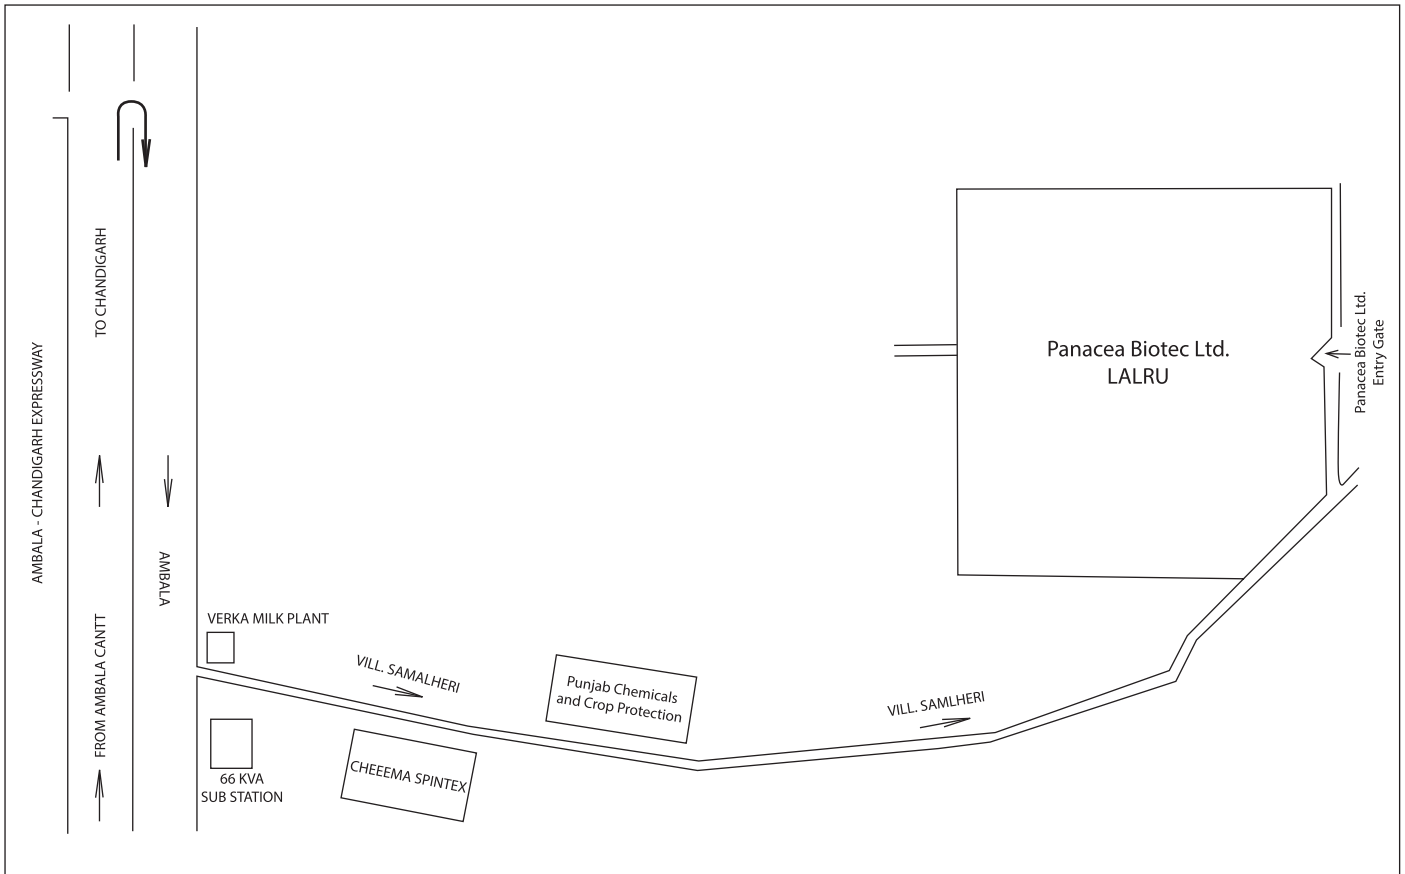 AMBALA - CHANDIGARH EXPRESSWAY
TO CHANDIGARH
FROM AMBALA CANTT
AMBALA
VERKA MILK PLANT
66 KVA
SUB STATION
VILL. SAMALHERI
CHEEEMA SPINTEX
Punjab Chemicals
and Crop Protection
VILL. SAMLHERI
Panacea Biotec Ltd.
LALRU
Panacea Biotec Ltd.
Entry Gate